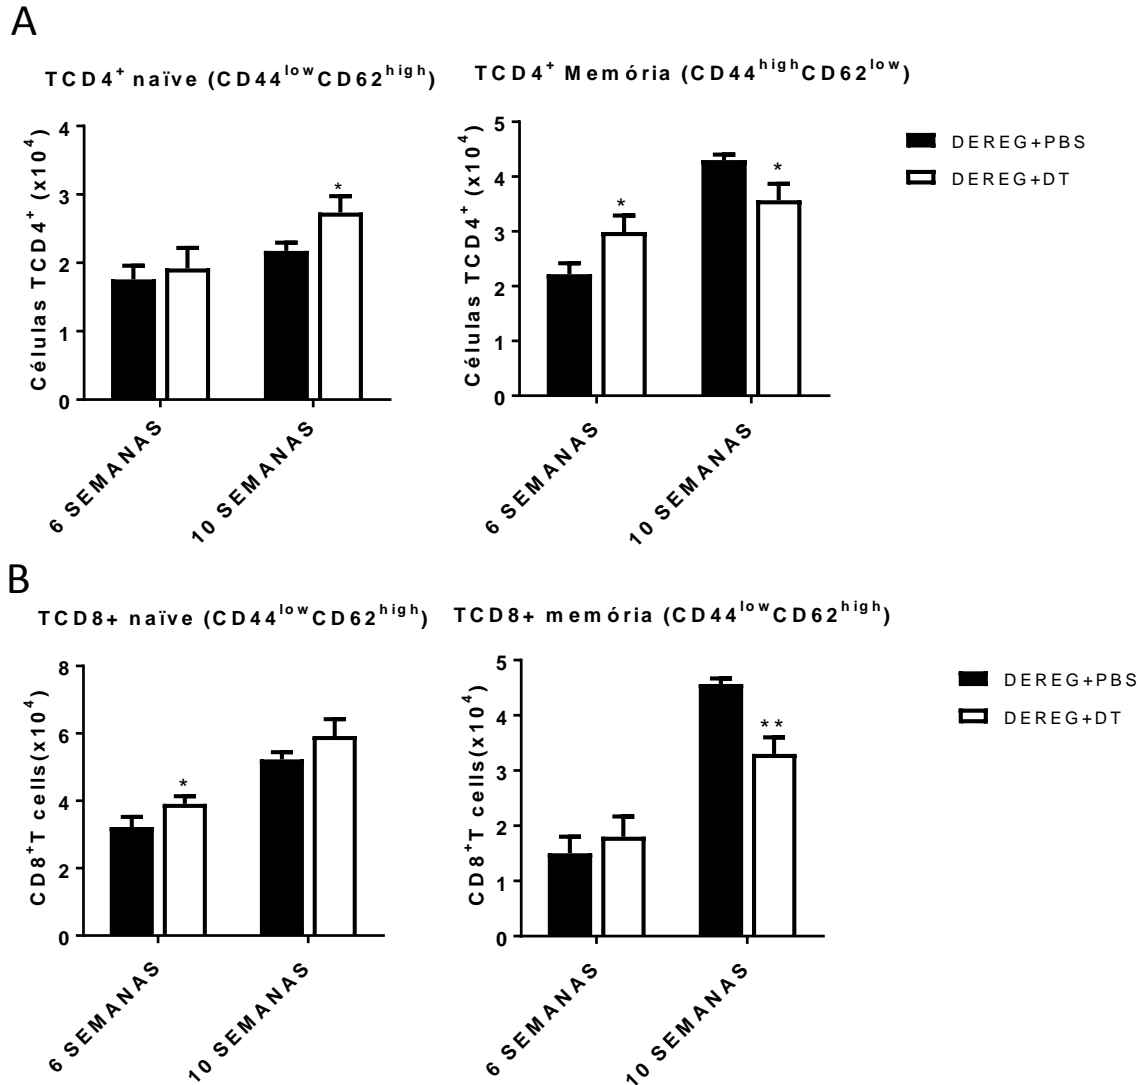 A
TCD4⁺ naïve (CD44ˡᵒʷCD62ʰⁱᵍʰ)
Células TCD4⁺ (x10⁴)
4
3
2
1
0
6 SEMANAS
10 SEMANAS
TCD4⁺ Memória (CD44ʰⁱᵍʰCD62ˡᵒʷ)
Células TCD4⁺ (x10⁴)
5
4
3
2
1
0
*
*
*
6 SEMANAS
10 SEMANAS
DEREG+PBS
DEREG+DT
B
TCD8+ naïve (CD44ˡᵒʷCD62ʰⁱᵍʰ)
CD8⁺T cells(x10⁴)
8
6
4
2
0
*
6 SEMANAS
10 SEMANAS
TCD8+ memória (CD44ˡᵒʷCD62ʰⁱᵍʰ)
CD8⁺T cells(x10⁴)
5
4
3
2
1
0
**
6 SEMANAS
10 SEMANAS
DEREG+PBS
DEREG+DT